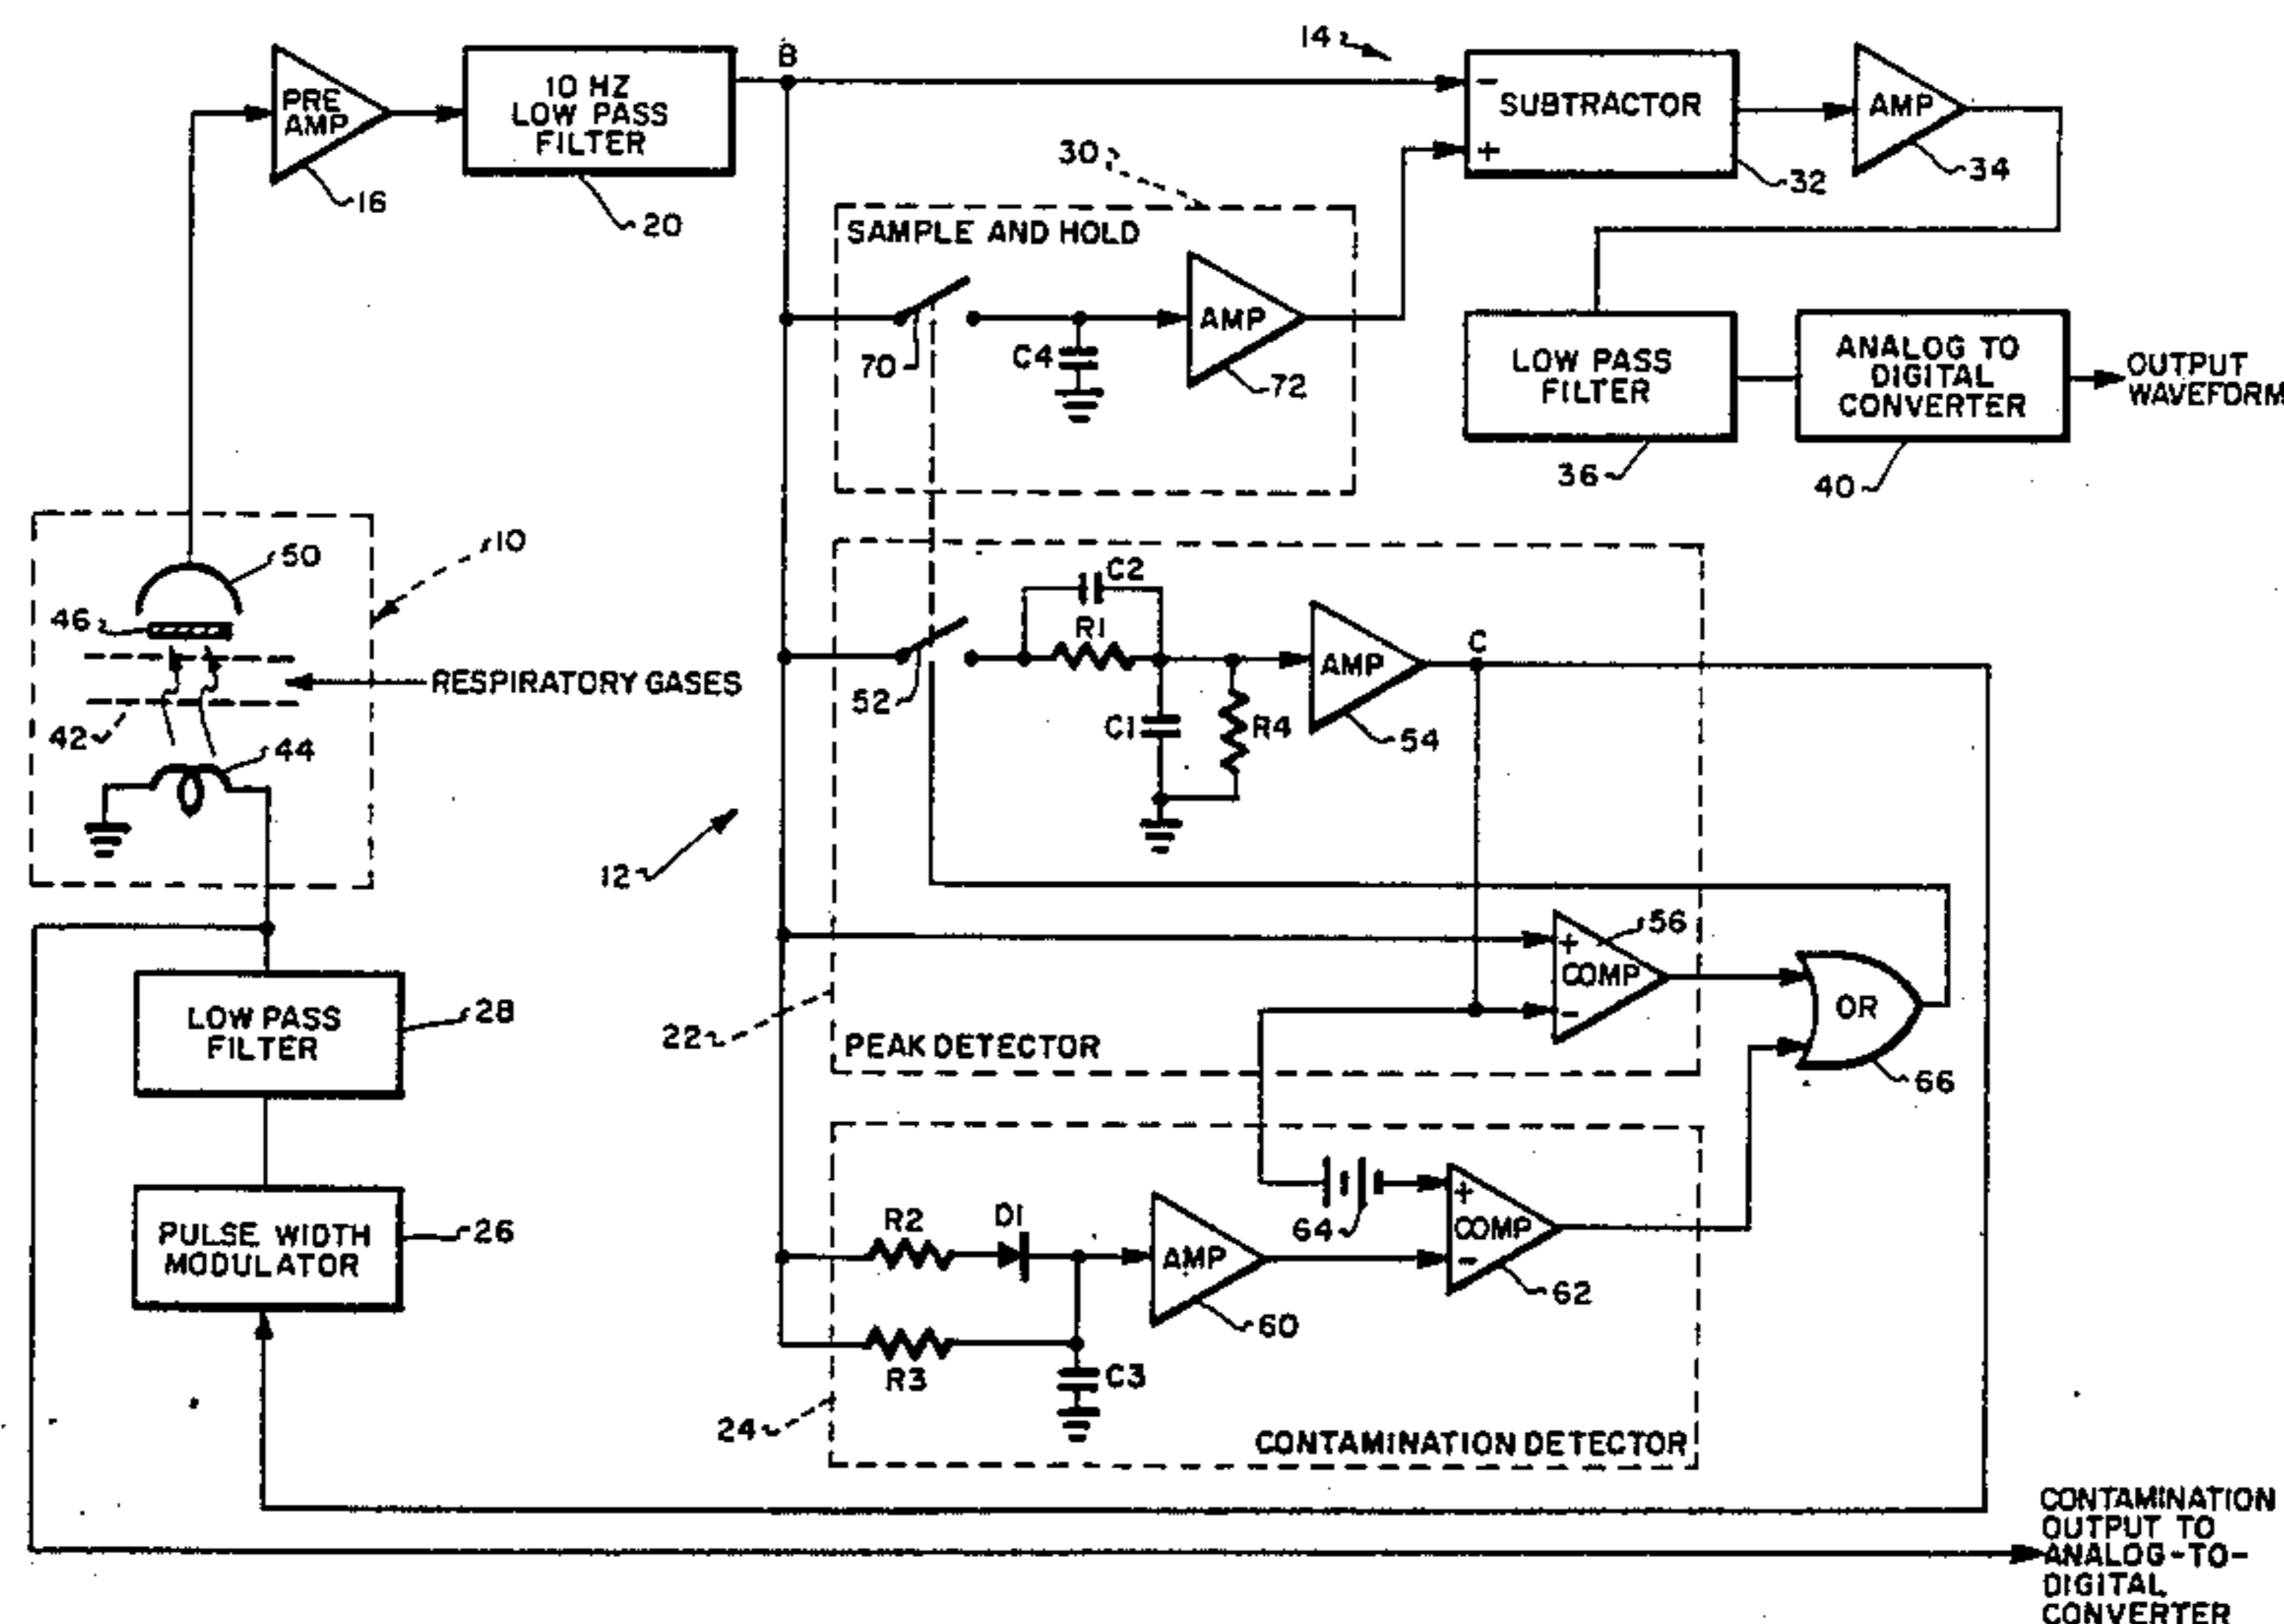 B
14
PRE
AMP
10 HZ
LOW PASS
FILTER
-
SUBTRACTOR
+
AMP
16
20
30
32
34
SAMPLE AND HOLD
70
C4
AMP
72
LOW PASS
FILTER
ANALOG TO
DIGITAL
CONVERTER
OUTPUT
WAVEFORM
36
40
10
50
46
RESPIRATORY GASES
42
44
C2
R1
52
C1
R4
AMP
54
C
12
56
+
COMP
-
OR
66
22
PEAK DETECTOR
LOW PASS
FILTER
28
PULSE WIDTH
MODULATOR
26
R2
D1
64
+
COMP
-
62
AMP
60
R3
C3
24
CONTAMINATION DETECTOR
CONTAMINATION
OUTPUT TO
ANALOG-TO-
DIGITAL
CONVERTER